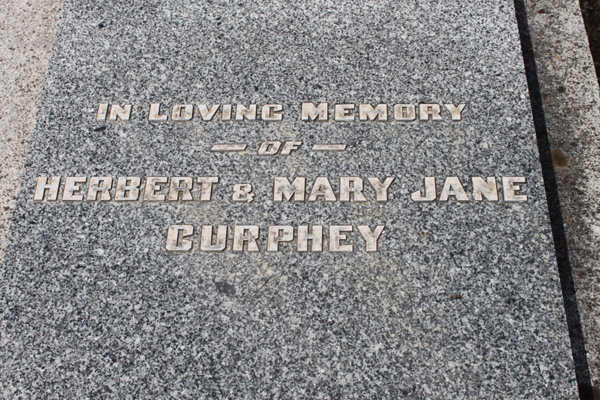 IN LOVING MEMORY
— OF —
HERBERT & MARY JANE
CURPHEY